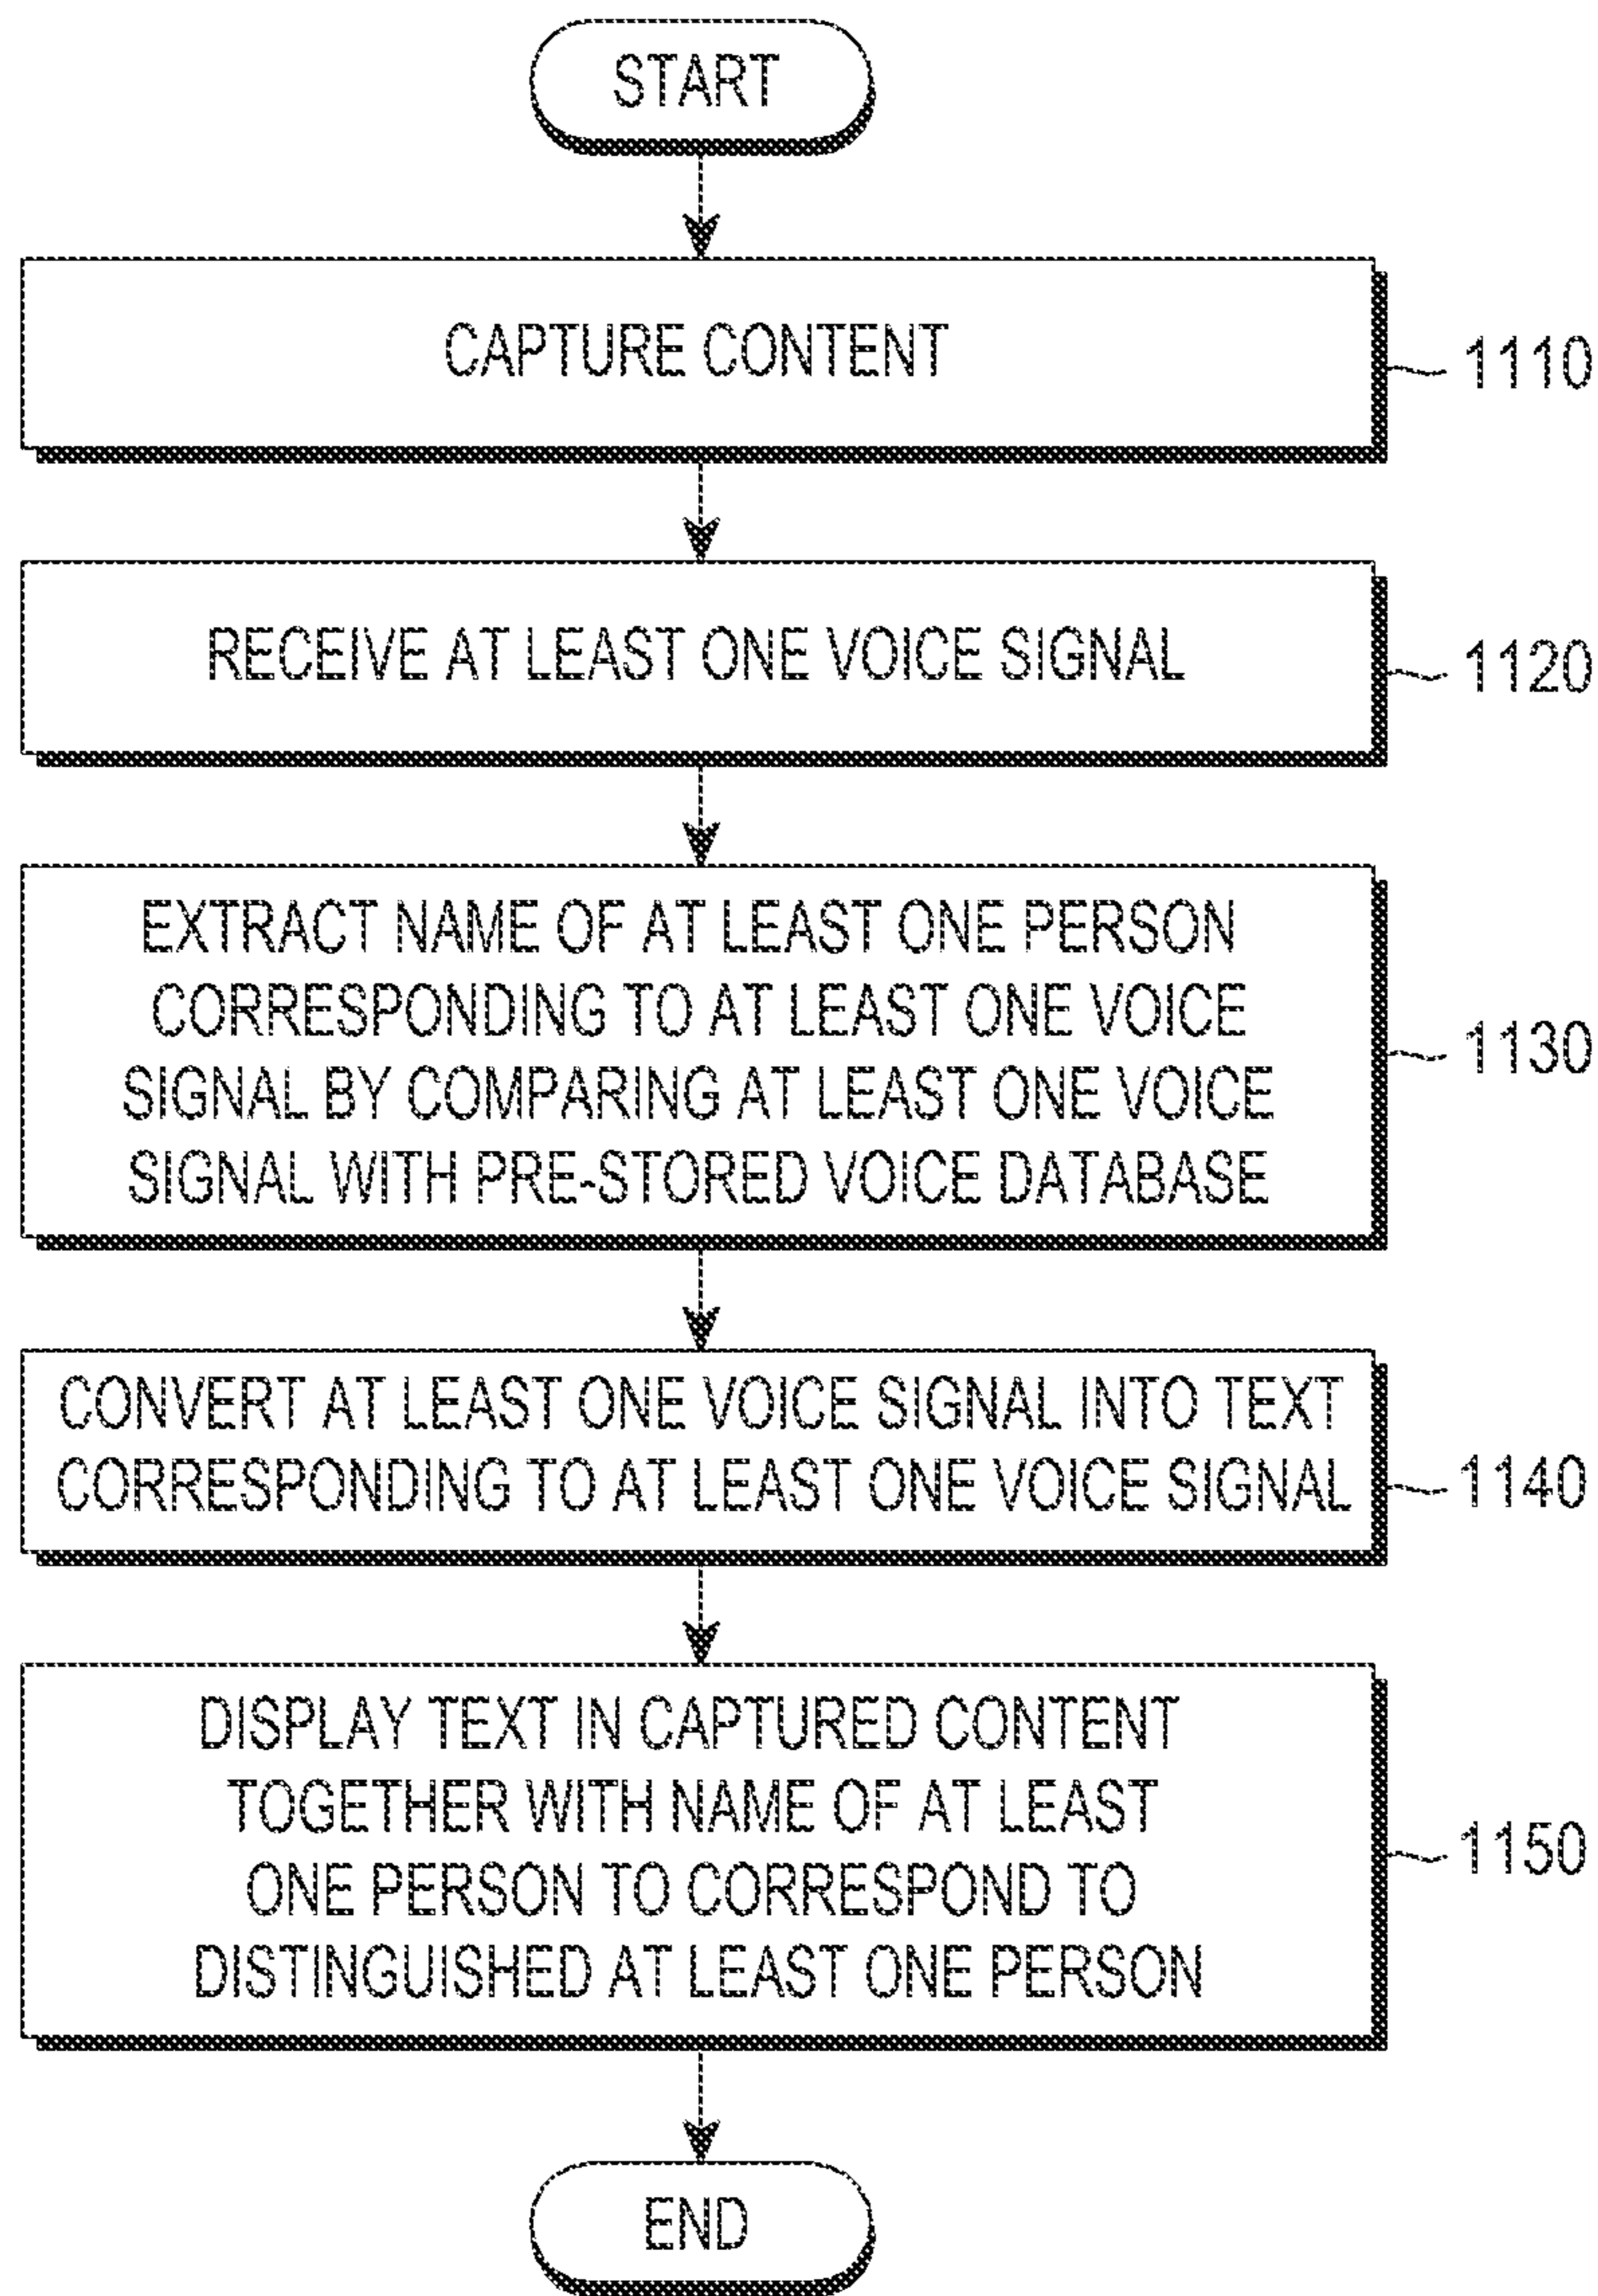 START
CAPTURE CONTENT
1110
RECEIVE AT LEAST ONE VOICE SIGNAL
1120
EXTRACT NAME OF AT LEAST ONE PERSON
CORRESPONDING TO AT LEAST ONE VOICE
SIGNAL BY COMPARING AT LEAST ONE VOICE
SIGNAL WITH PRE-STORED VOICE DATABASE
1130
CONVERT AT LEAST ONE VOICE SIGNAL INTO TEXT
CORRESPONDING TO AT LEAST ONE VOICE SIGNAL
1140
DISPLAY TEXT IN CAPTURED CONTENT
TOGETHER WITH NAME OF AT LEAST
ONE PERSON TO CORRESPOND TO
DISTINGUISHED AT LEAST ONE PERSON
1150
END